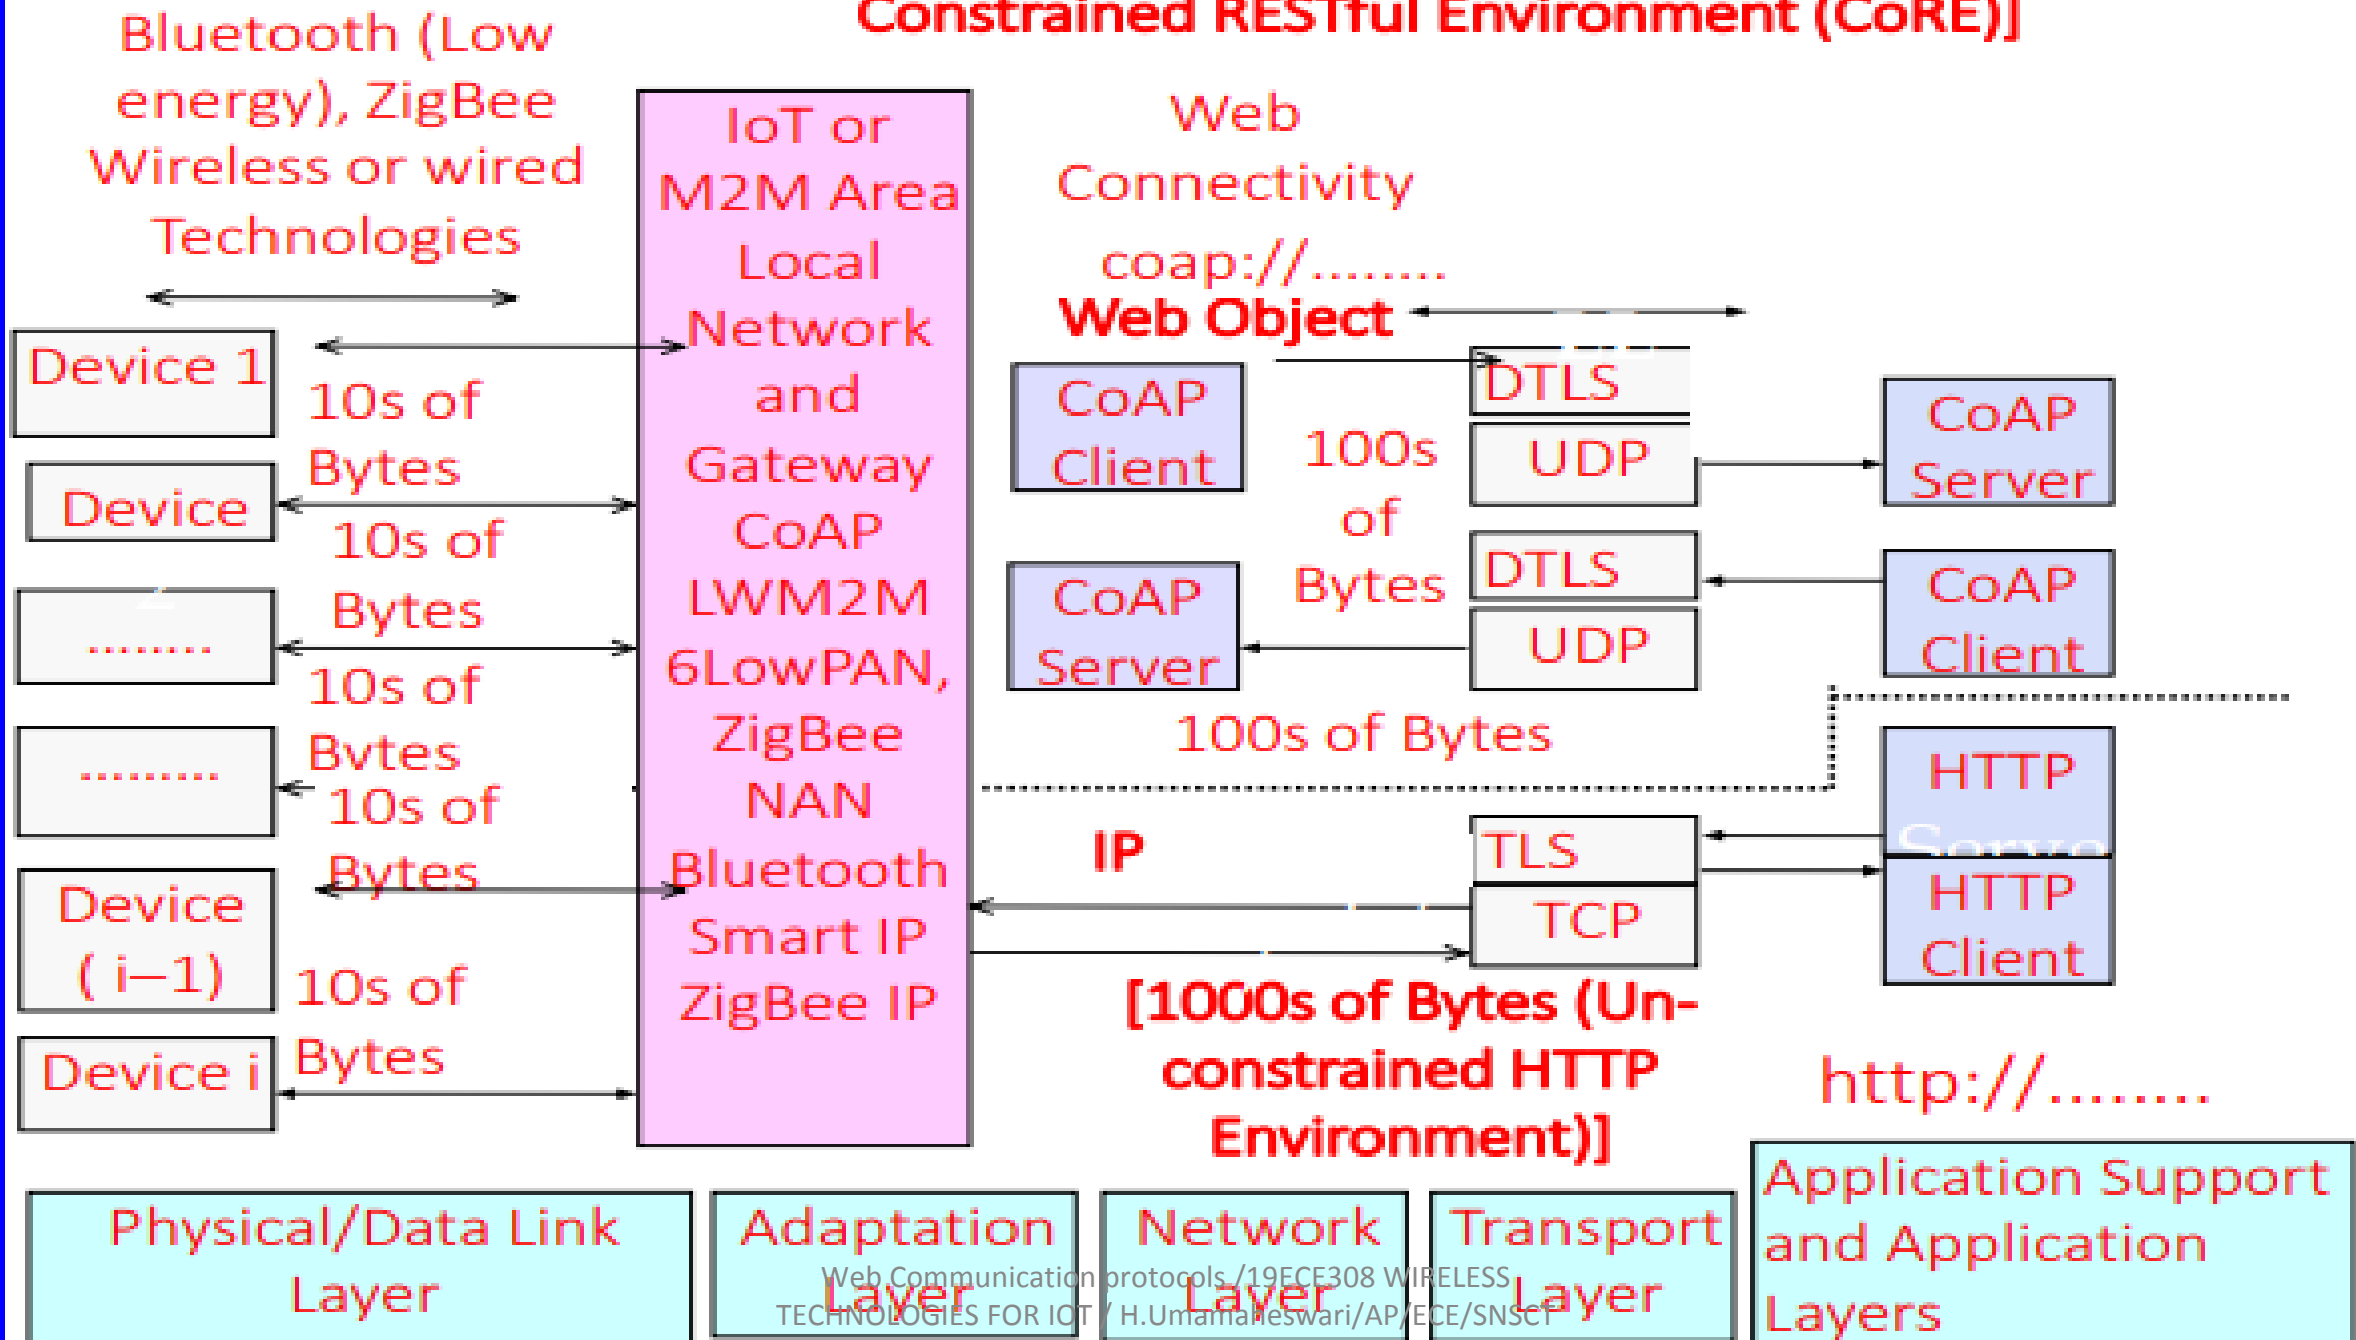 Constrained RESTful Environment (CoRE)]
Bluetooth (Low
energy), ZigBee
Wireless or wired
Technologies
Device 1
Device
........
.........
Device
( i–1)
Device i
10s of
Bytes
10s of
Bytes
10s of
Bytes
10s of
Bytes
10s of
Bytes
IoT or
M2M Area
Local
Network
and
Gateway
CoAP
LWM2M
6LowPAN,
ZigBee
NAN
Bluetooth
Smart IP
ZigBee IP
Web
Connectivity
coap://........
Web Object
CoAP
Client
CoAP
Server
100s
of
Bytes
DTLS
UDP
DTLS
UDP
CoAP
Server
CoAP
Client
100s of Bytes
IP
TLS
TCP
HTTP
HTTP
Client
[1000s of Bytes (Un-
constrained HTTP
Environment)]
http://........
Physical/Data Link
Layer
Adaptation
Layer
Network
Layer
Transport
Layer
Application Support
and Application
Layers
Web Communication protocols /19ECE308 WIRELESS
TECHNOLOGIES FOR IOT / H.Umamaheswari/AP/ECE/SNSCT